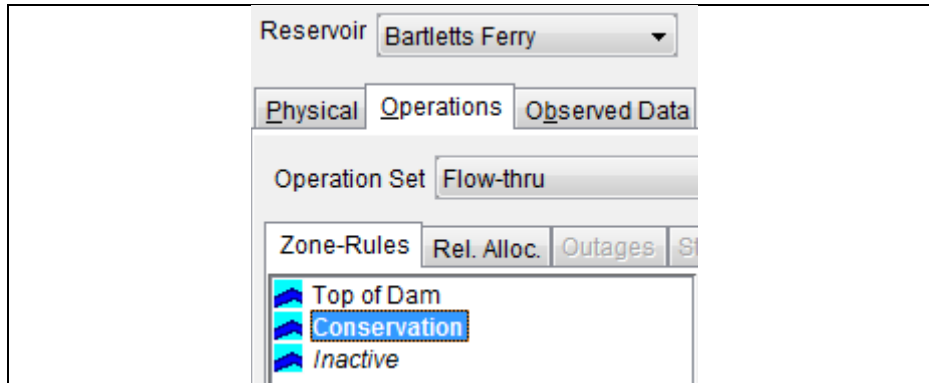 Reservoir Bartletts Ferry
Physical Operations Observed Data
Operation Set Flow-thru
Zone-Rules Rel. Alloc. Outages
Top of Dam
Conservation
Inactive